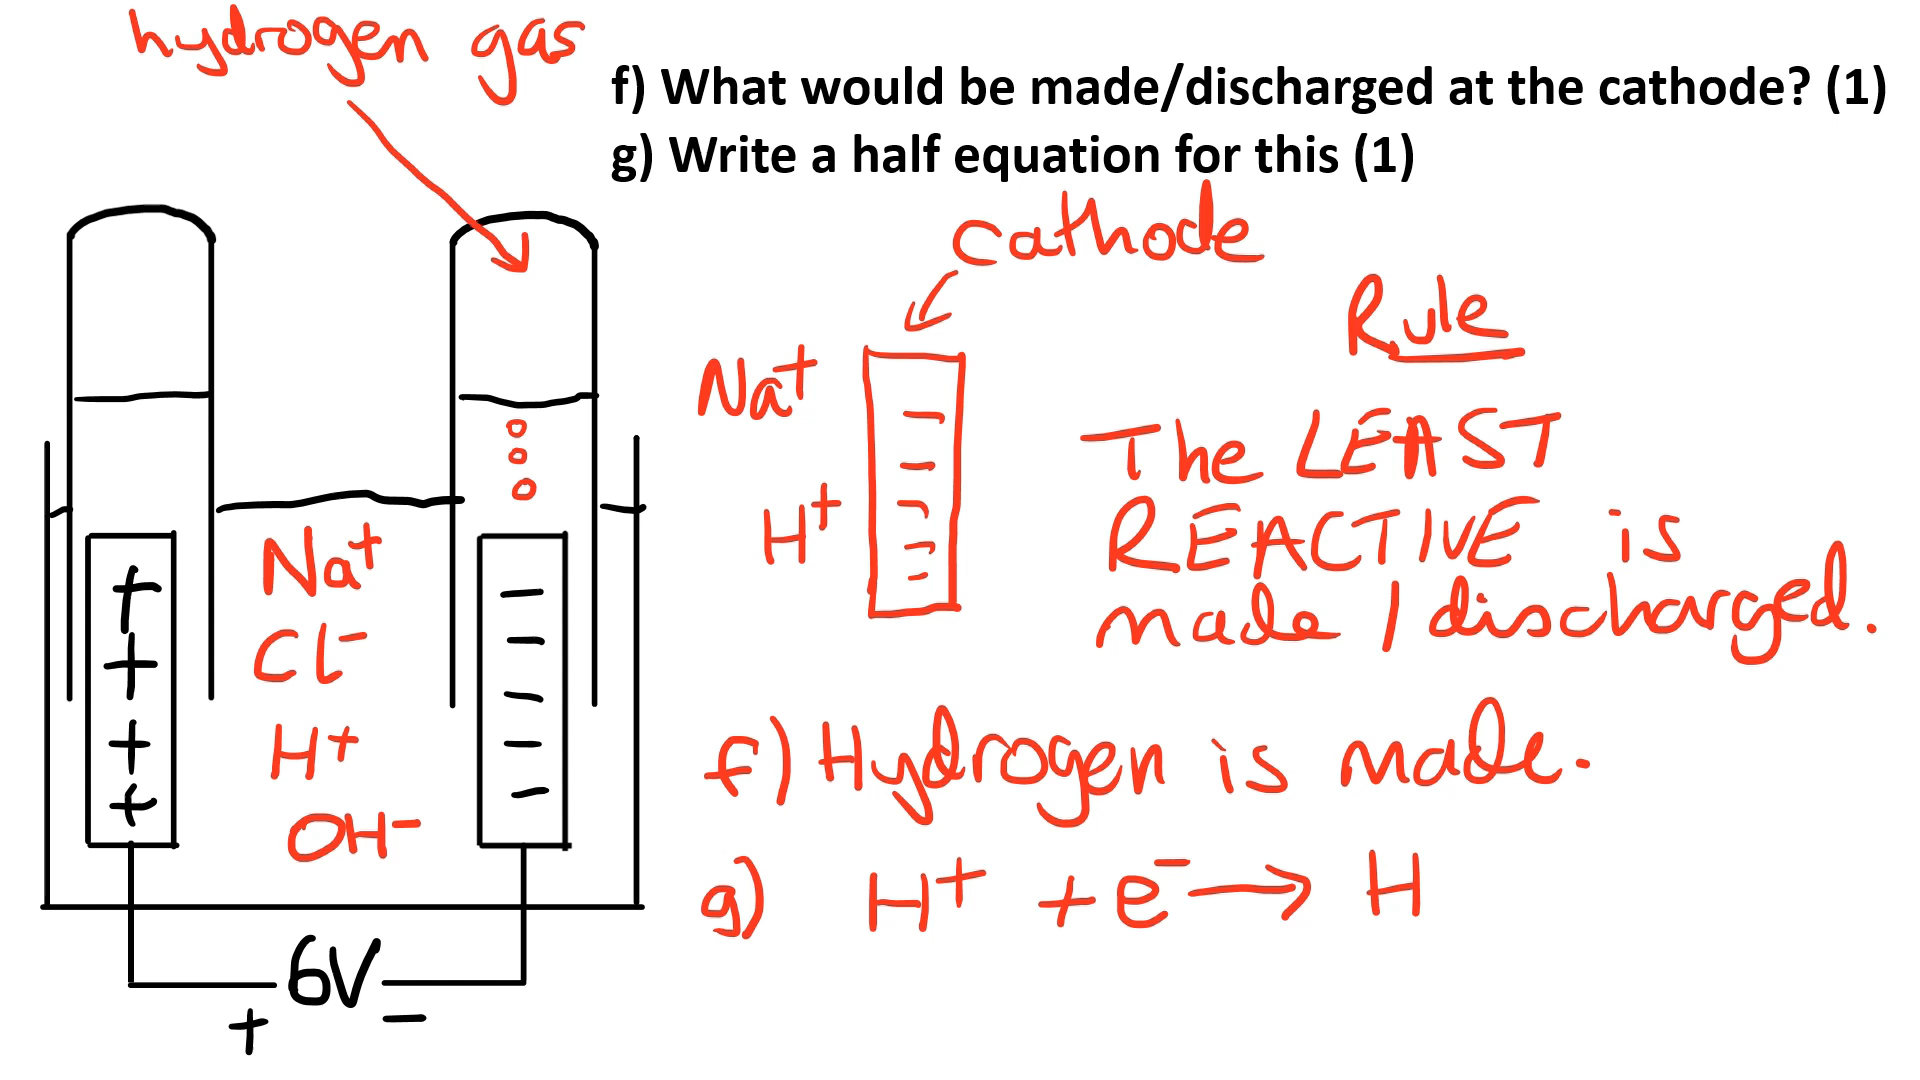 hydrogen gas
f) What would be made/discharged at the cathode? (1)
g) Write a half equation for this (1)
cathode
Rule
Na⁺
H⁺
The LEAST
REACTIVE is
made / discharged.
Na⁺
Cl⁻
H⁺
OH⁻
f) Hydrogen is made.
g) H⁺ + e⁻ → H
6V
+ −